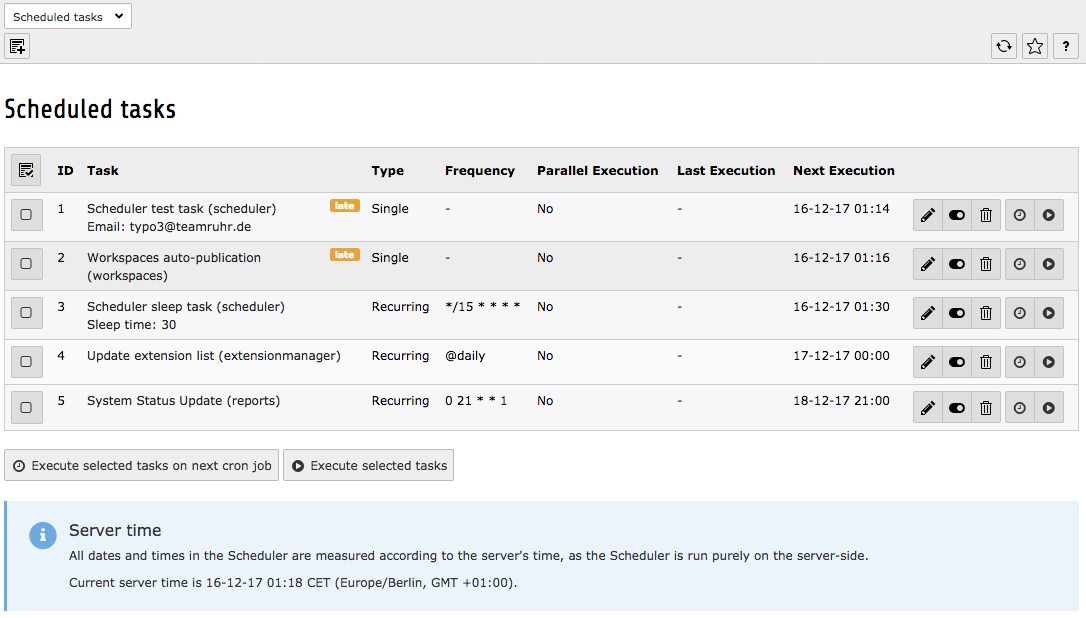 Scheduled tasks
?
Scheduled tasks
ID Task Type Frequency Parallel Execution Last Execution Next Execution
1 Scheduler test task (scheduler) late Single - No - 16-12-17 01:14
Email: typo3@teamruhr.de
2 Workspaces auto-publication late Single - No - 16-12-17 01:16
(workspaces)
3 Scheduler sleep task (scheduler) Recurring */15 * * * * No - 16-12-17 01:30
Sleep time: 30
4 Update extension list (extensionmanager) Recurring @daily No - 17-12-17 00:00
5 System Status Update (reports) Recurring 0 21 * * 1 No - 18-12-17 21:00
Execute selected tasks on next cron job Execute selected tasks
i Server time
All dates and times in the Scheduler are measured according to the server's time, as the Scheduler is run purely on the server-side.
Current server time is 16-12-17 01:18 CET (Europe/Berlin, GMT +01:00).